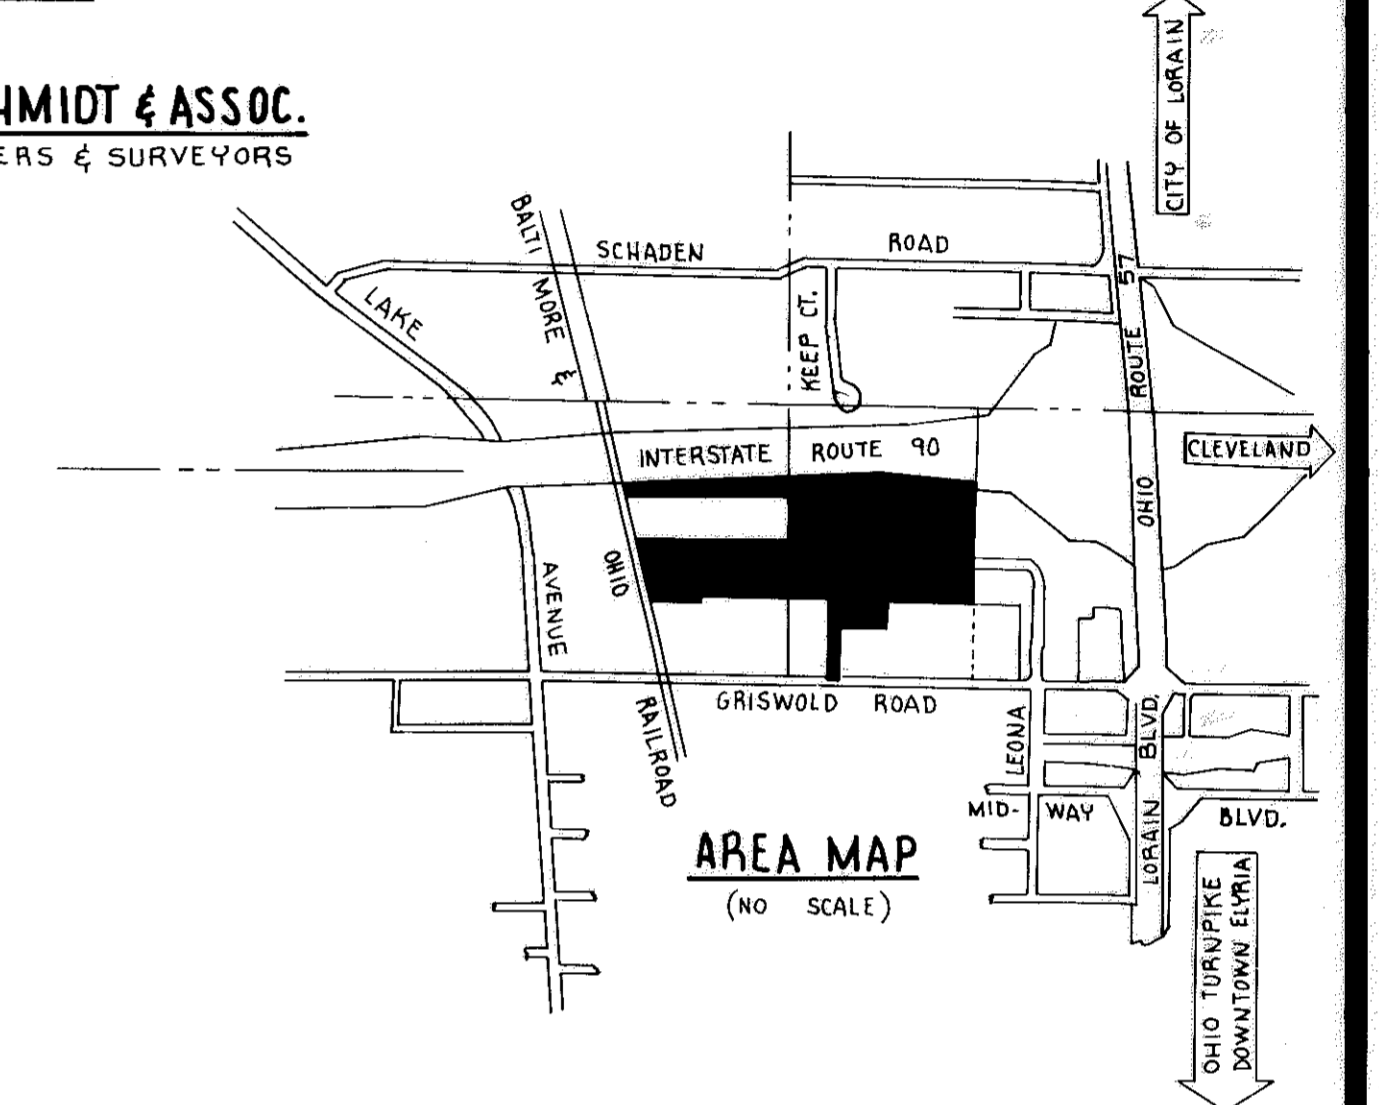 HMIDT & ASSOC.
ERS & SURVEYORS
CITY OF LORAIN
BALTI
MORE &
OHIO
RAILROAD
SCHADEN ROAD
LAKE
AVENUE
KEEP CT.
OHIO ROUTE 57
INTERSTATE ROUTE 90
CLEVELAND
GRISWOLD ROAD
LEONA
LORAIN BLVD.
MID- WAY BLVD.
AREA MAP
(NO SCALE)
OHIO TURNPIKE
DOWNTOWN ELYRIA